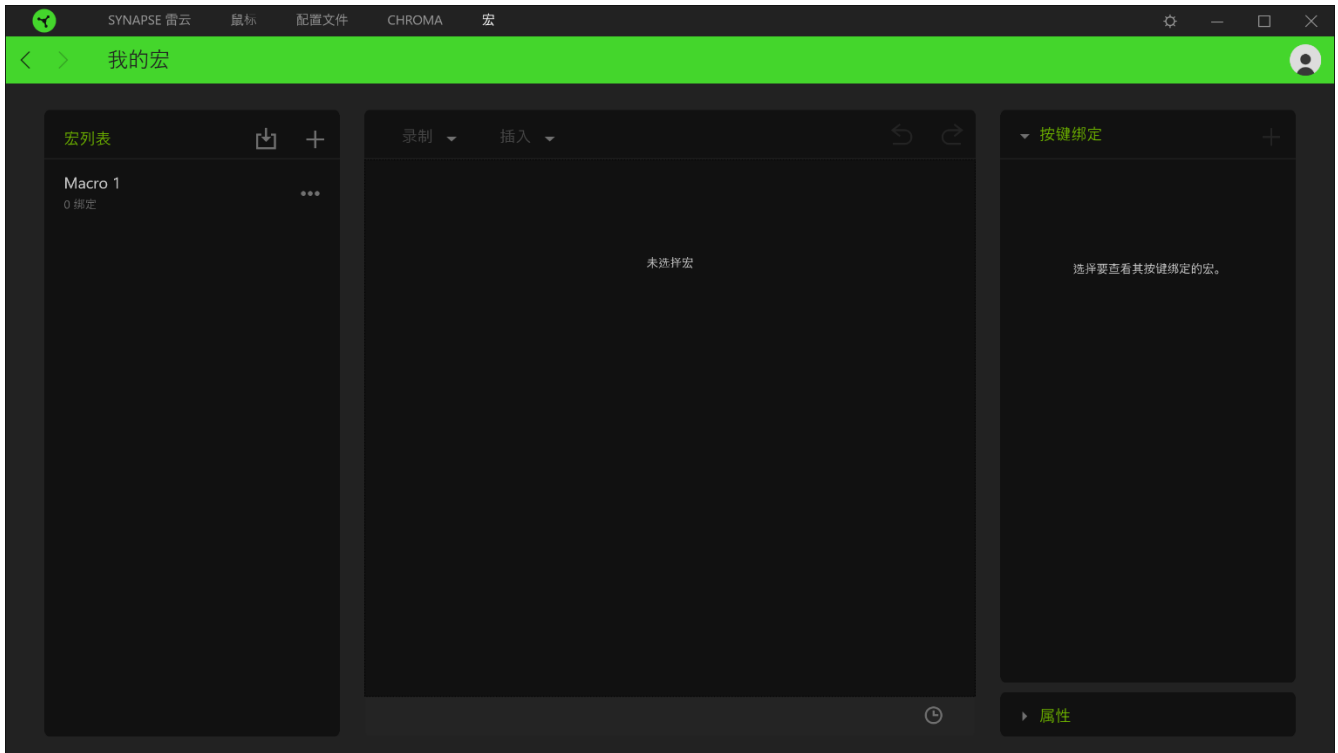 SYNAPSE 雷云 鼠标 配置文件 CHROMA 宏
我的宏
宏列表
录制 插入
按键绑定
Macro 1
0 绑定
未选择宏
选择要查看其按键绑定的宏。
属性